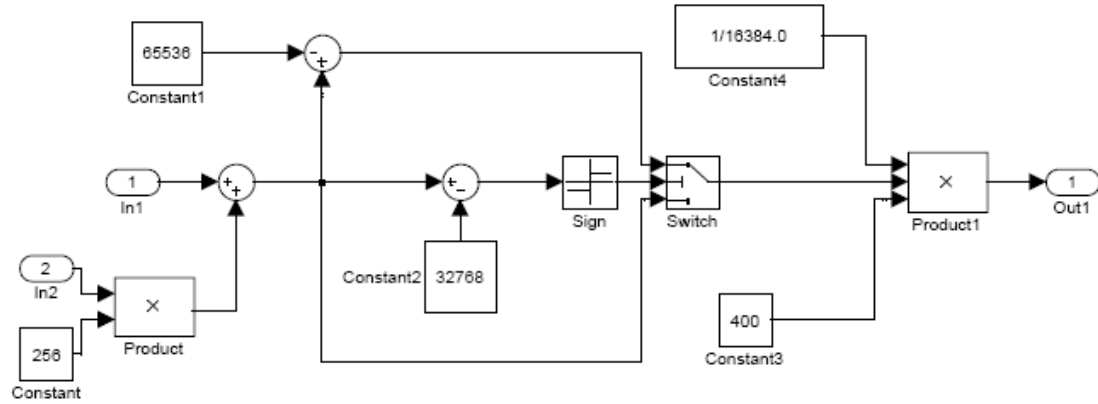 65536
Constant1
1/16384.0
Constant4
1
In1
Sign
Switch
×
Product1
1
Out1
2
In2
Constant2
32768
×
Product
256
Constant
400
Constant3